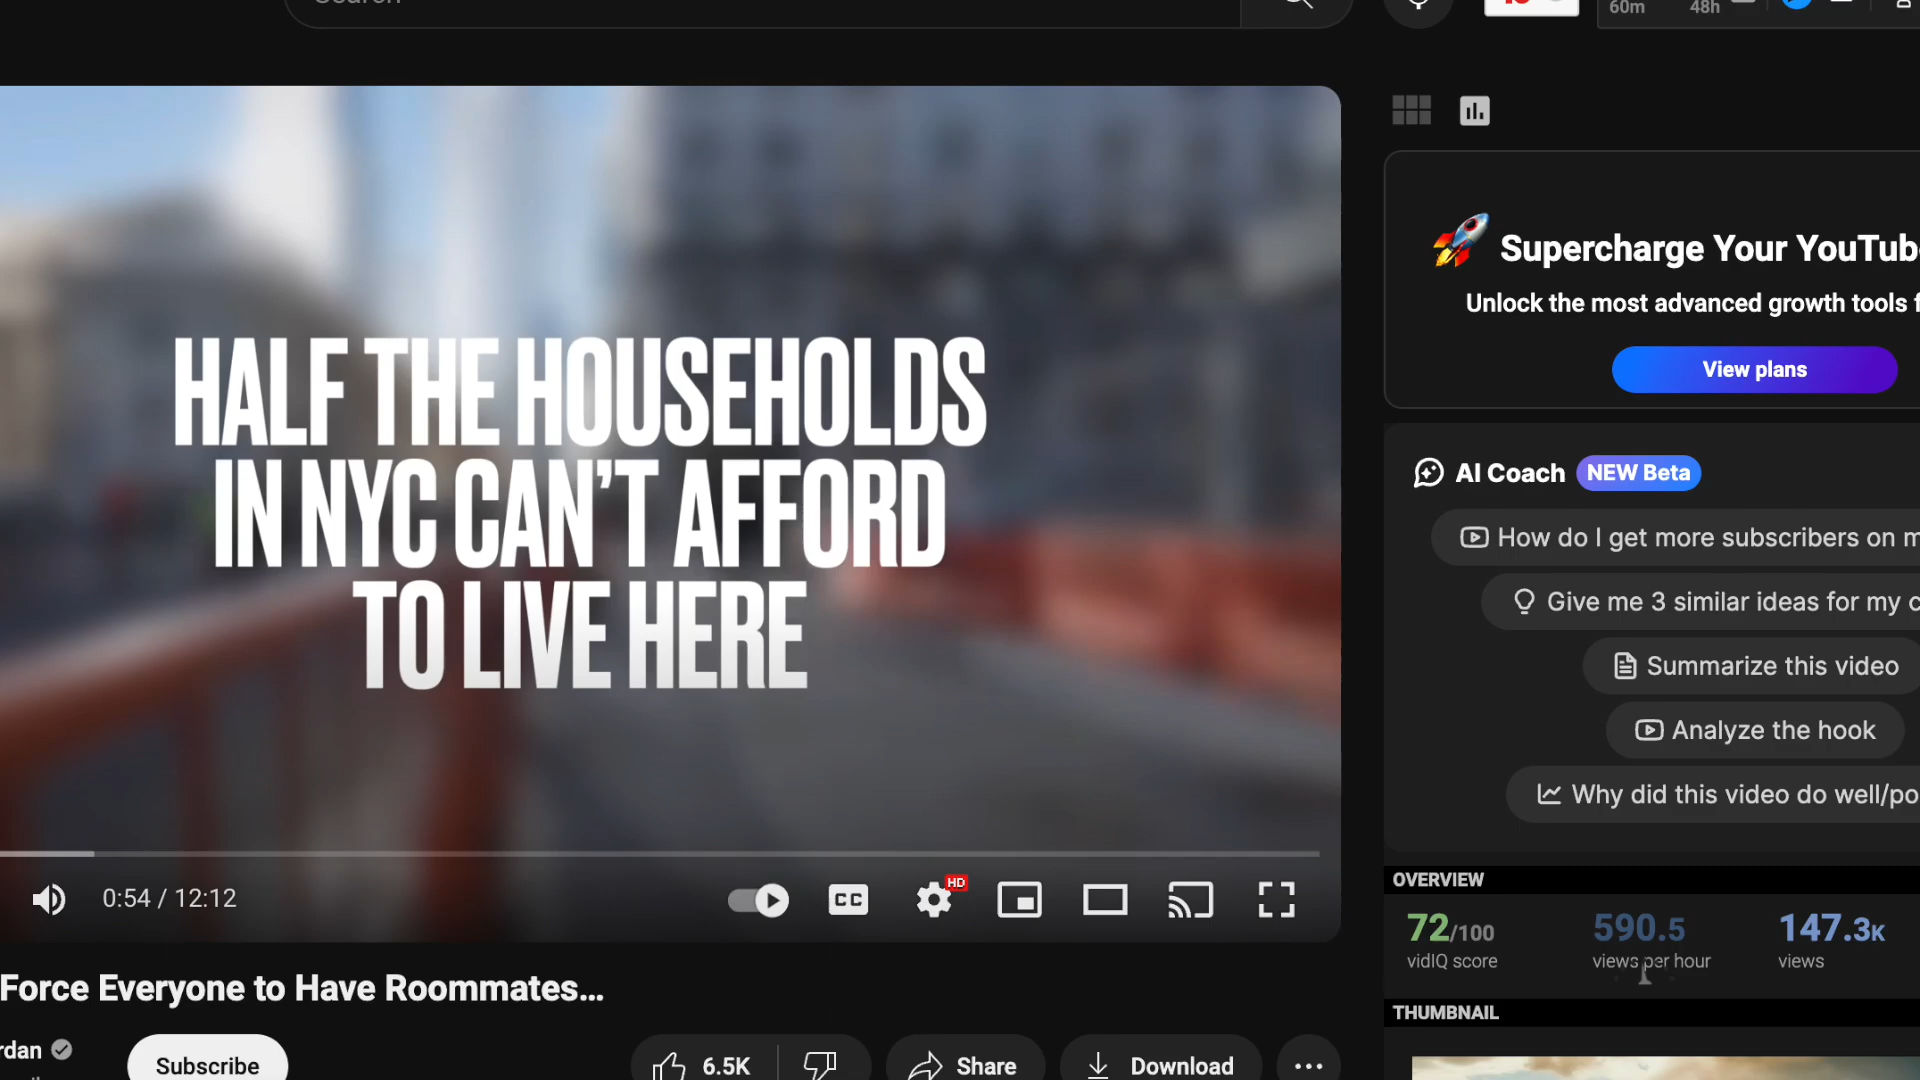 60m
48h
HALF THE HOUSEHOLDS
IN NYC CAN'T AFFORD
TO LIVE HERE
0:54 / 12:12
CC
HD
Force Everyone to Have Roommates...
rdan
Subscribe
6.5K
Share
Download
Supercharge Your YouTub
Unlock the most advanced growth tools f
View plans
AI Coach NEW Beta
How do I get more subscribers on m
Give me 3 similar ideas for my c
Summarize this video
Analyze the hook
Why did this video do well/po
OVERVIEW
72/100 590.5 147.3K
vidIQ score views per hour views
THUMBNAIL